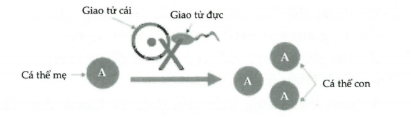 Giao tử cái
Giao tử đực
Cá thể mẹ
A
A
A
A
Cá thể con